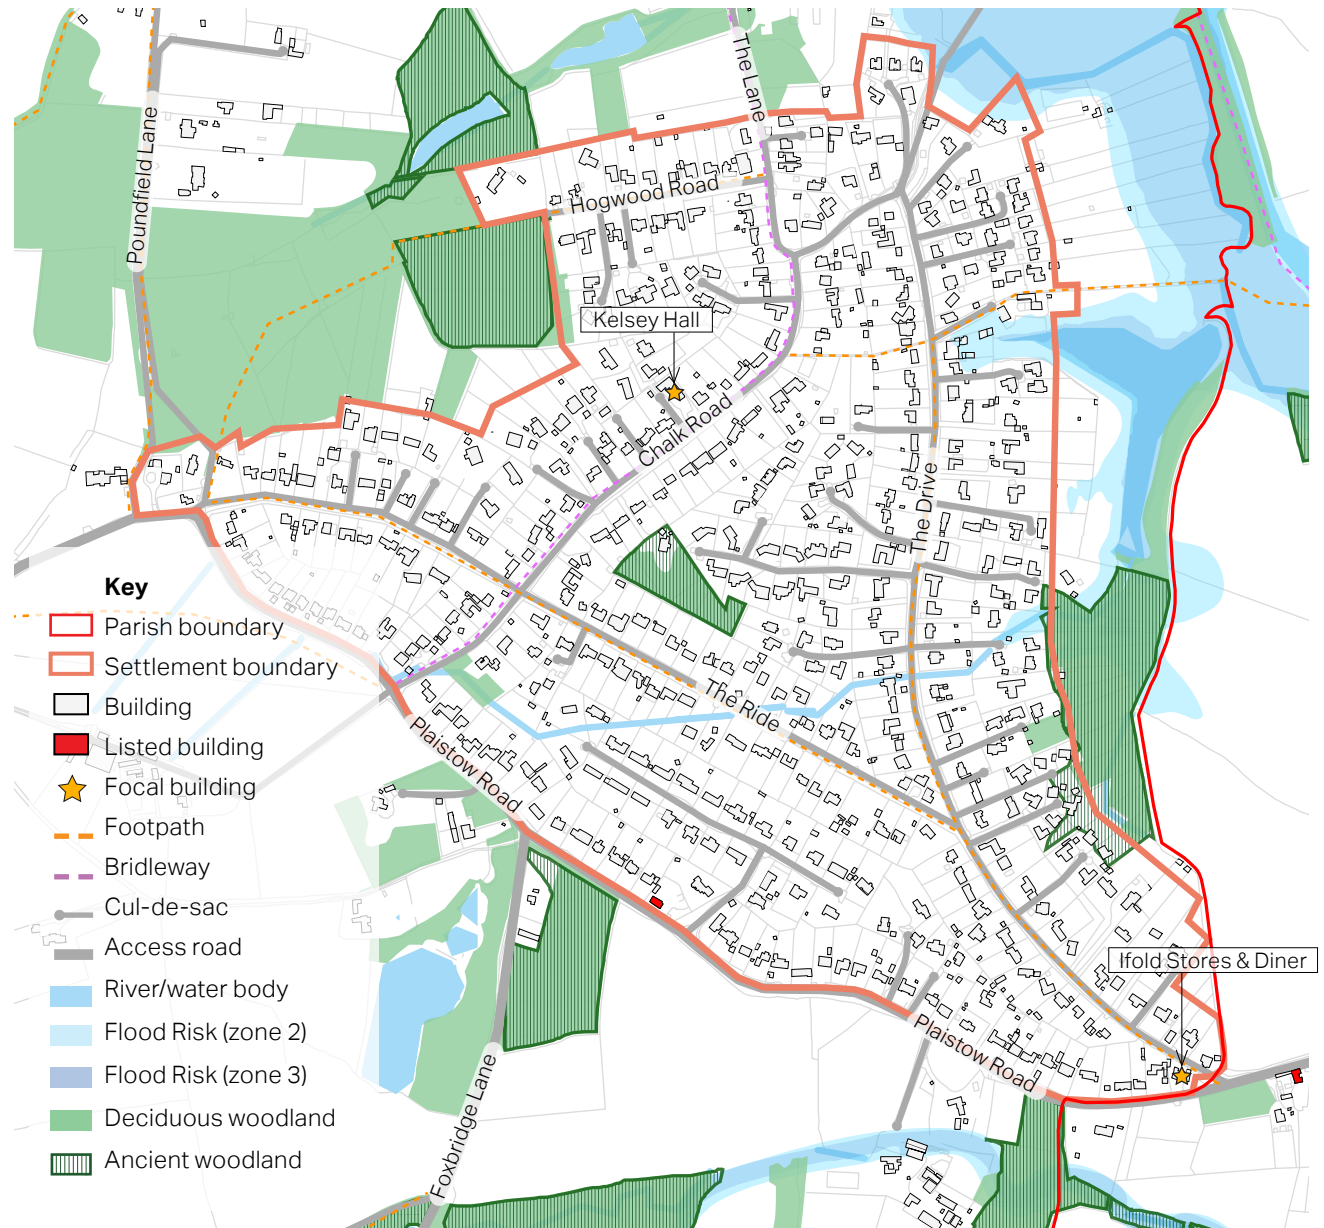 The Lane
Poundfield Lane
Hogwood Road
Kelsey Hall
Chalk Road
The Drive
The Ride
Plaistow Road
Ifold Stores & Diner
Plaistow Road
Foxbridge Lane
Key
Parish boundary
Settlement boundary
Building
Listed building
Focal building
Footpath
Bridleway
Cul-de-sac
Access road
River/water body
Flood Risk (zone 2)
Flood Risk (zone 3)
Deciduous woodland
Ancient woodland